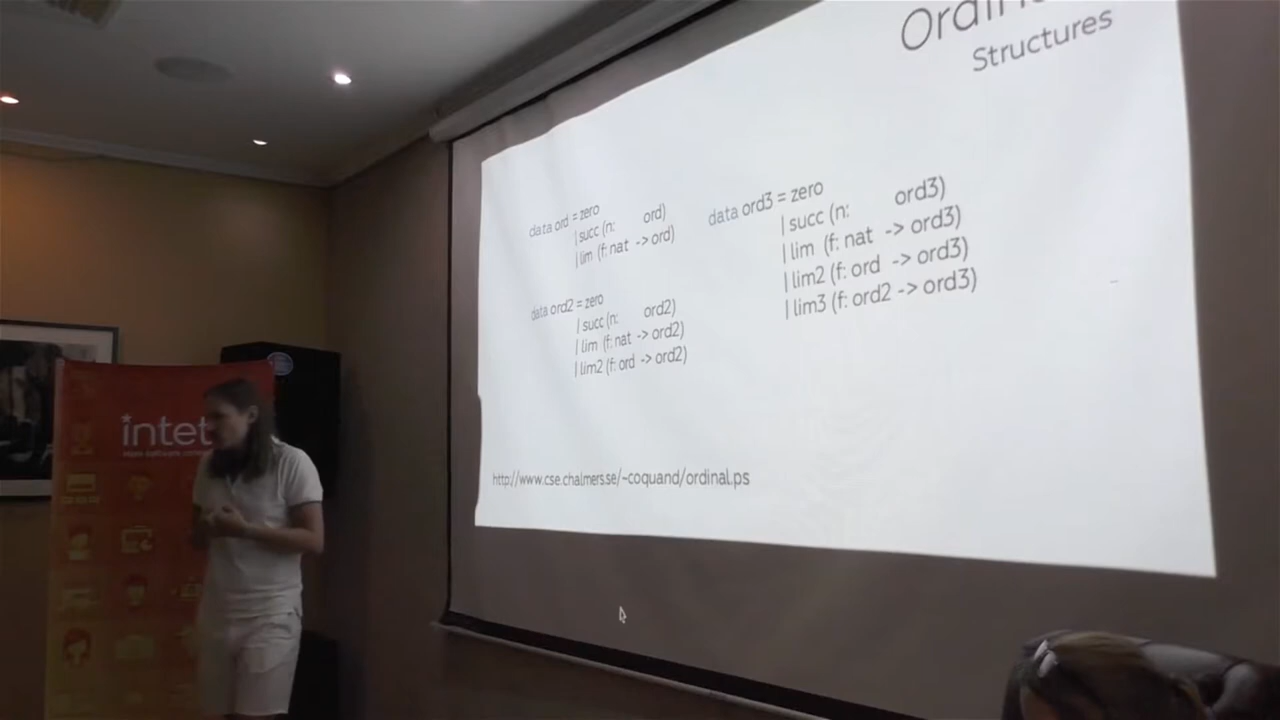 Structures
data ord = zero
| succ (n: ord)
| lim (f: nat -> ord)
data ord2 = zero
| succ (n: ord2)
| lim (f: nat -> ord2)
| lim2 (f: ord -> ord2)
data ord3 = zero
| succ (n: ord3)
| lim (f: nat -> ord3)
| lim2 (f: ord -> ord3)
| lim3 (f: ord2 -> ord3)
http://www.cse.chalmers.se/~coquand/ordinal.ps